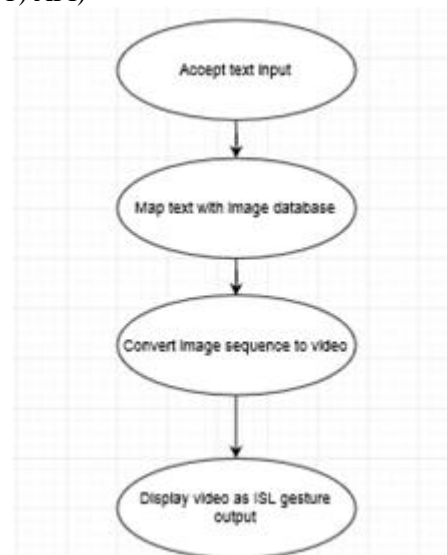 Accept text input
Map text with image database
Convert image sequence to video
Display video as ISL gesture
output